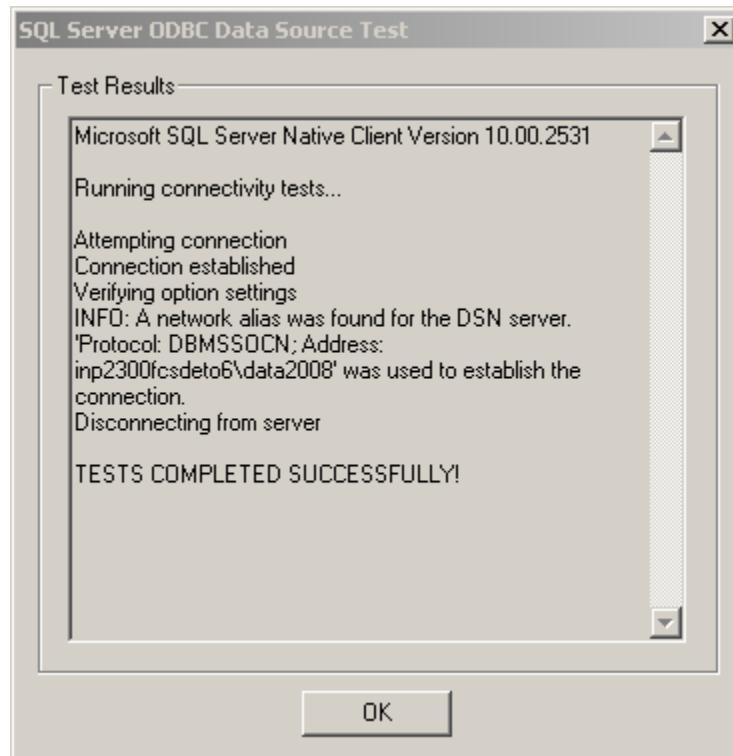 SQL Server ODBC Data Source Test
Test Results
Microsoft SQL Server Native Client Version 10.00.2531
Running connectivity tests...
Attempting connection
Connection established
Verifying option settings
INFO: A network alias was found for the DSN server.
'Protocol: DBMSSOCN; Address:
inp2300fcsdeto6\data2008' was used to establish the
connection.
Disconnecting from server
TESTS COMPLETED SUCCESSFULLY!
OK